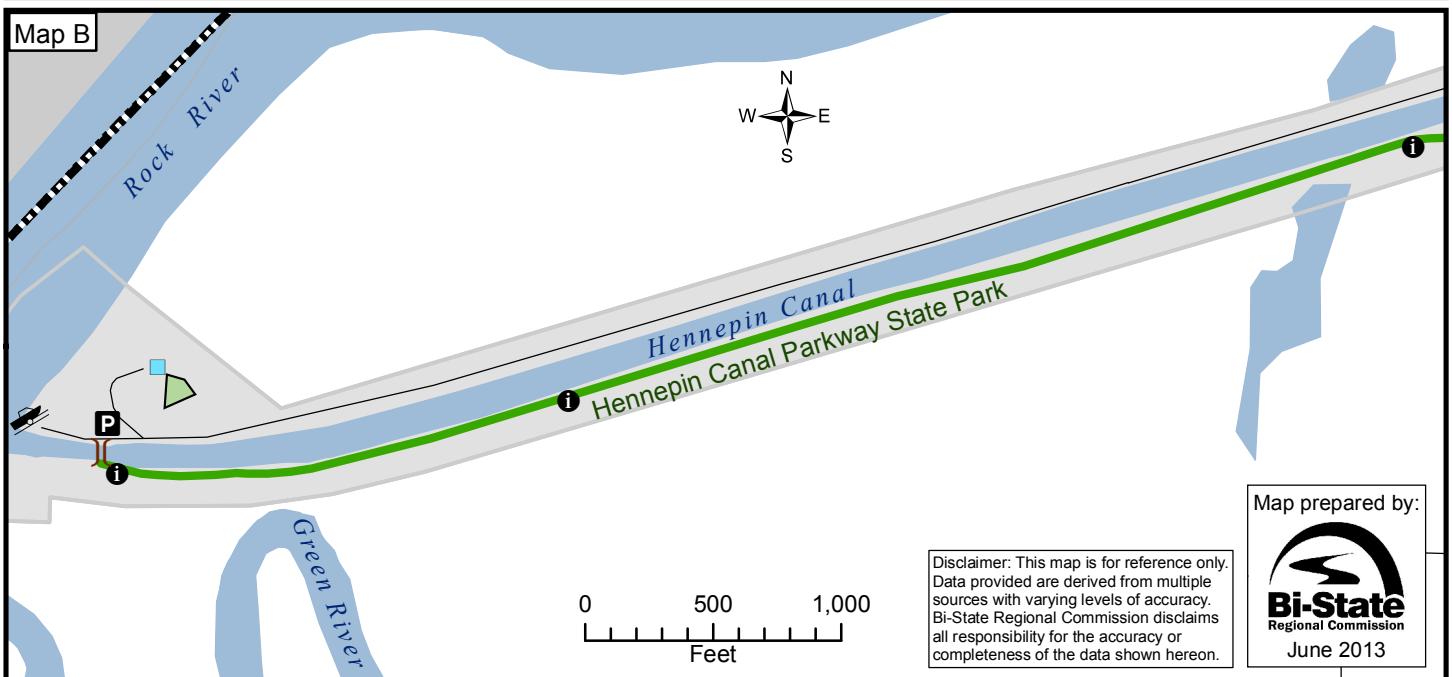 Map B
Rock River
N
W E
S
i
Hennepin Canal
Hennepin Canal Parkway State Park
i
P
i
Green River
0 500 1,000
Feet
Disclaimer: This map is for reference only.
Data provided are derived from multiple
sources with varying levels of accuracy.
Bi-State Regional Commission disclaims
all responsibility for the accuracy or
completeness of the data shown hereon.
Map prepared by:
Bi-State
Regional Commission
June 2013